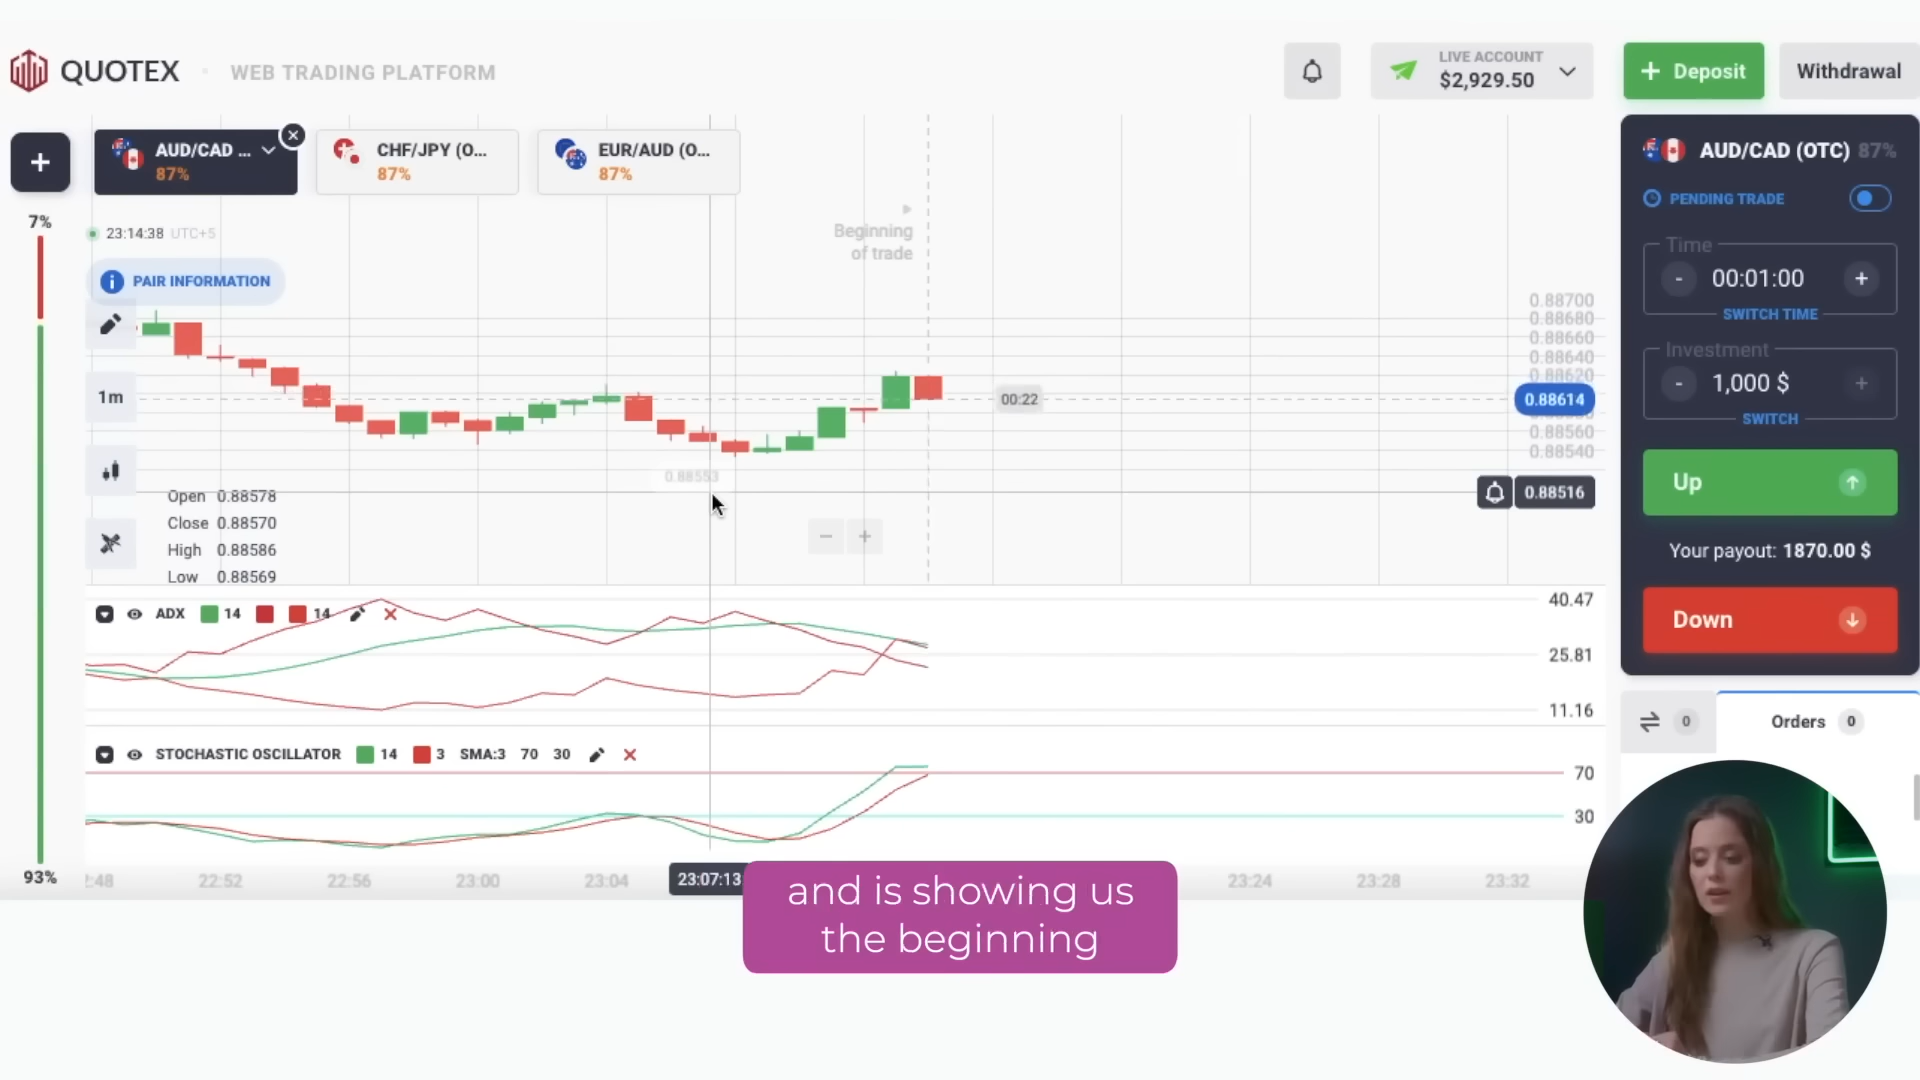 QUOTEX
WEB TRADING PLATFORM
LIVE ACCOUNT
$2,929.50
+ Deposit
Withdrawal
+
AUD/CAD ...
87%
CHF/JPY (O...
87%
EUR/AUD (O...
87%
AUD/CAD (OTC) 87%
PENDING TRADE
7%
23:14:38 UTC+5
Beginning
of trade
PAIR INFORMATION
Time
- 00:01:00 +
SWITCH TIME
Investment
- 1,000 $ +
SWITCH
0.88700
0.88680
0.88660
0.88640
0.88620
0.88614
0.88560
0.88540
0.88516
1m
00:22
0.88553
Open 0.88578
Close 0.88570
High 0.88586
Low 0.88569
- +
Up
Your payout: 1870.00 $
Down
ADX 14 14
40.47
25.81
11.16
0
Orders 0
STOCHASTIC OSCILLATOR 14 3 SMA:3 70 30
70
30
93%
2:48 22:52 22:56 23:00 23:04 23:07:13 23:24 23:28 23:32
and is showing us
the beginning